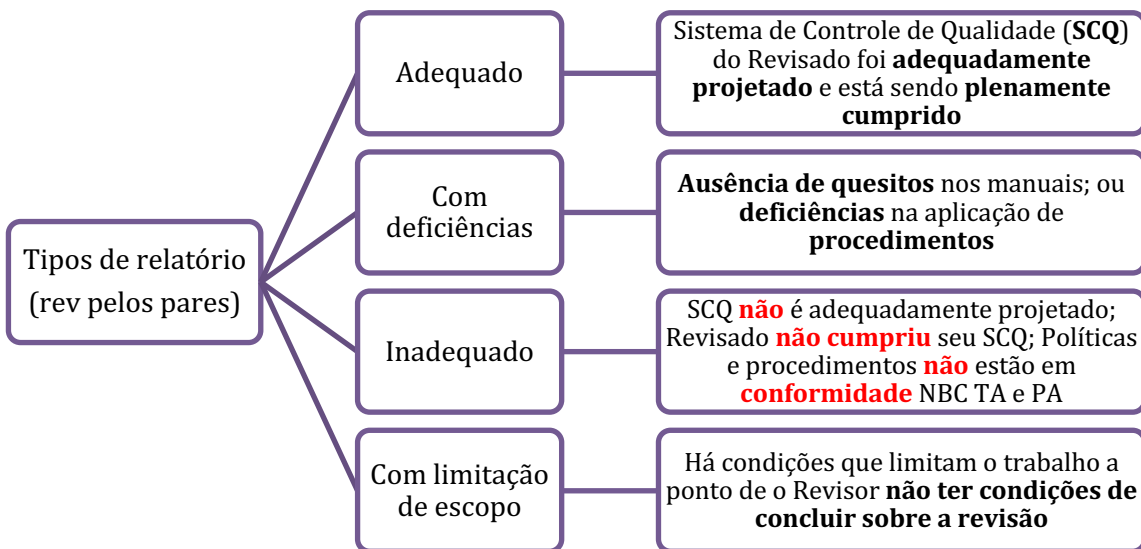 Tipos de relatório
(rev pelos pares)
Adequado
Sistema de Controle de Qualidade (SCQ)
do Revisado foi adequadamente
projetado e está sendo plenamente
cumprido
Com
deficiências
Ausência de quesitos nos manuais; ou
deficiências na aplicação de
procedimentos
Inadequado
SCQ não é adequadamente projetado;
Revisado não cumpriu seu SCQ; Políticas
e procedimentos não estão em
conformidade NBC TA e PA
Com limitação
de escopo
Há condições que limitam o trabalho a
ponto de o Revisor não ter condições de
concluir sobre a revisão